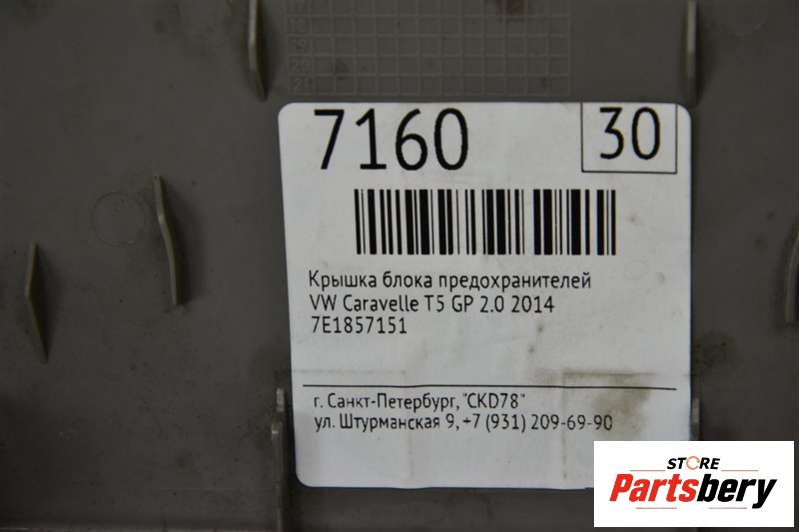 7160
30
Крышка блока предохранителей
VW Caravelle T5 GP 2.0 2014
7E1857151
г. Санкт-Петербург, "CKD78"
ул. Штурманская 9, +7 (931) 209-69-90
STORE
Partsbery